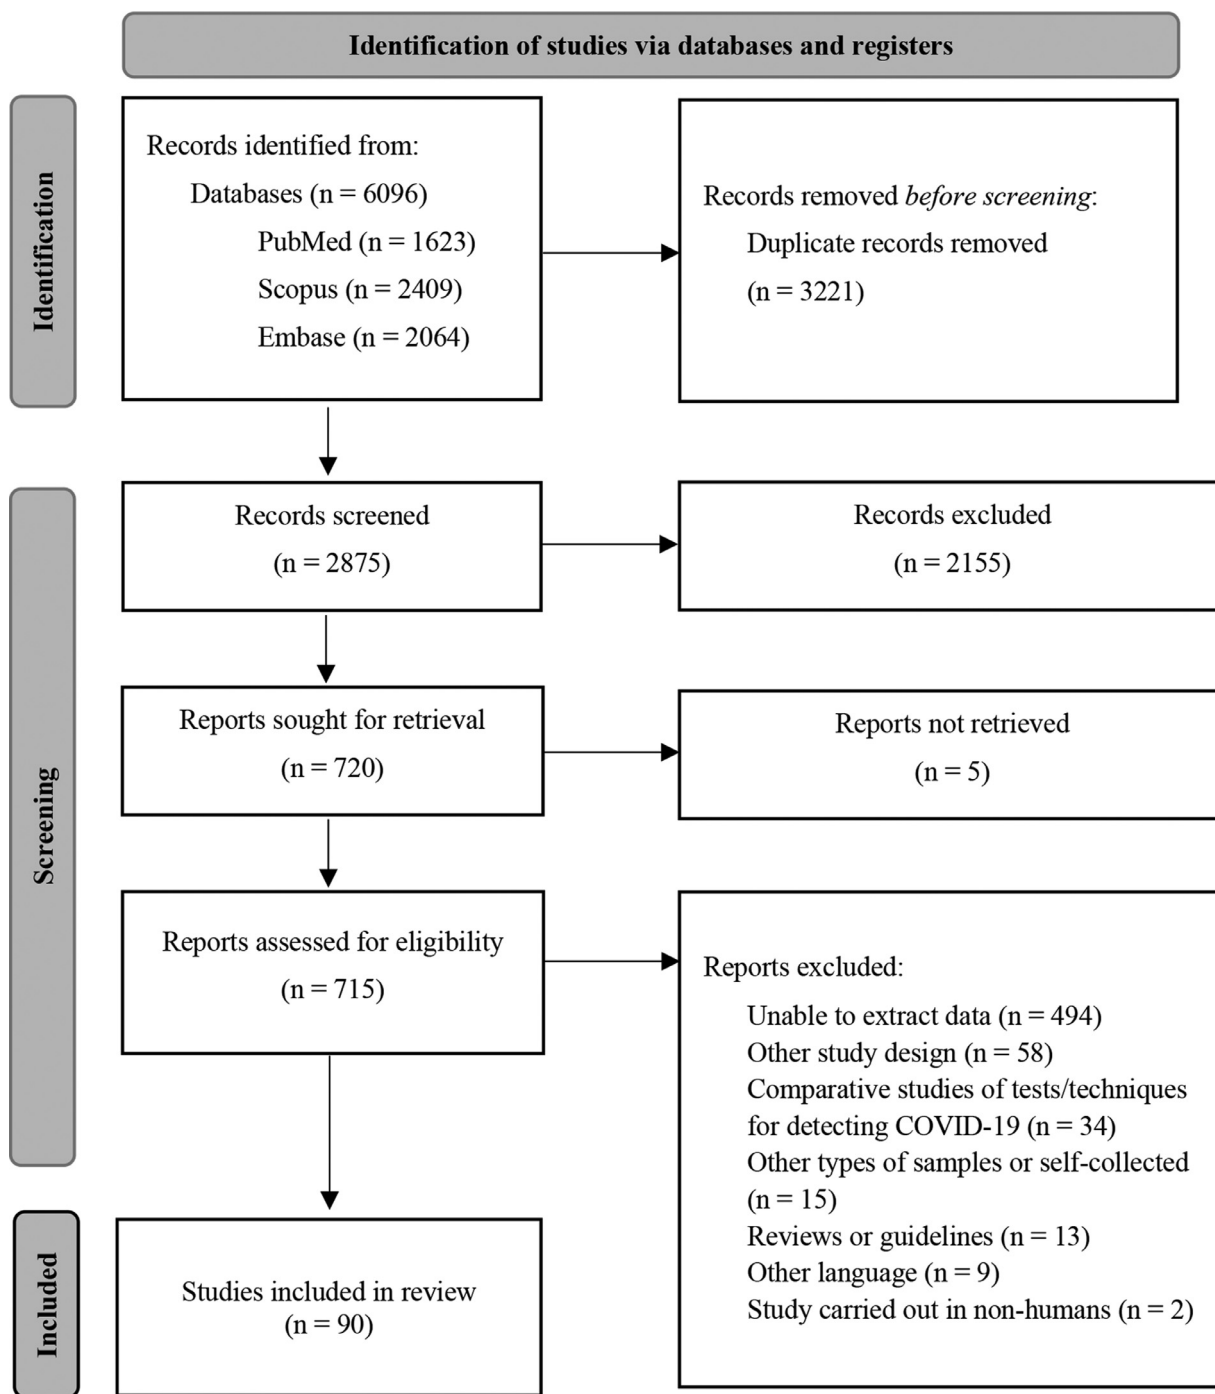 Identification of studies via databases and registers
Identification
Records identified from:
Databases (n = 6096)
PubMed (n = 1623)
Scopus (n = 2409)
Embase (n = 2064)
Records removed before screening:
Duplicate records removed
(n = 3221)
Screening
Records screened
(n = 2875)
Records excluded
(n = 2155)
Reports sought for retrieval
(n = 720)
Reports not retrieved
(n = 5)
Reports assessed for eligibility
(n = 715)
Reports excluded:
Unable to extract data (n = 494)
Other study design (n = 58)
Comparative studies of tests/techniques
for detecting COVID-19 (n = 34)
Other types of samples or self-collected
(n = 15)
Reviews or guidelines (n = 13)
Other language (n = 9)
Study carried out in non-humans (n = 2)
Included
Studies included in review
(n = 90)